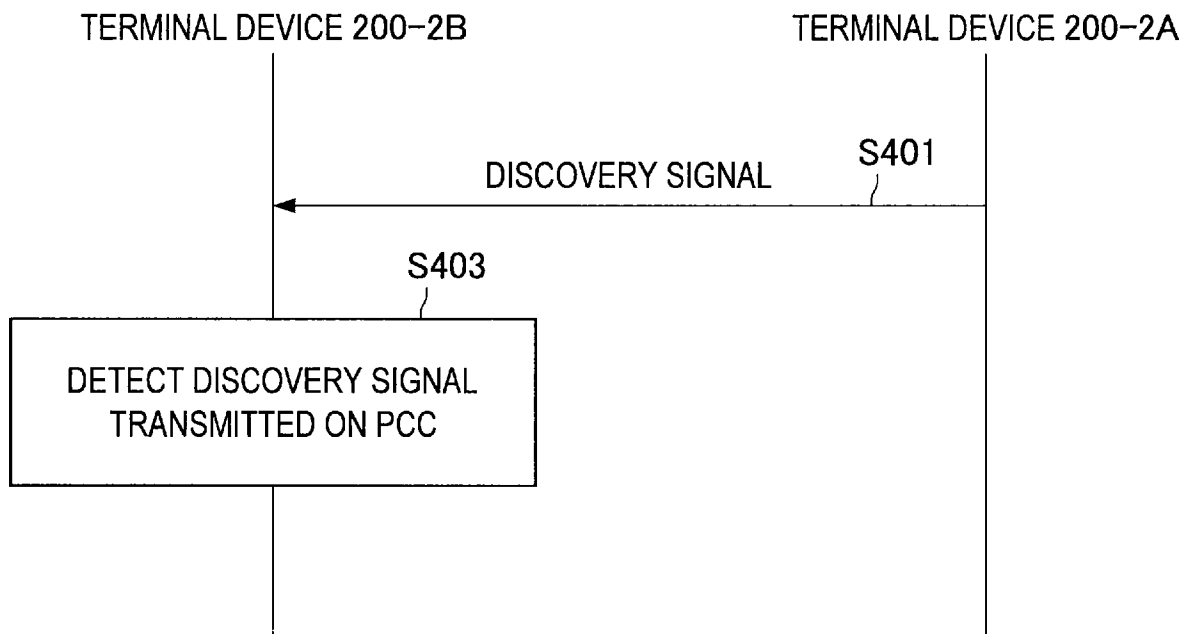 TERMINAL DEVICE 200-2B
TERMINAL DEVICE 200-2A
S401
DISCOVERY SIGNAL
S403
DETECT DISCOVERY SIGNAL
TRANSMITTED ON PCC